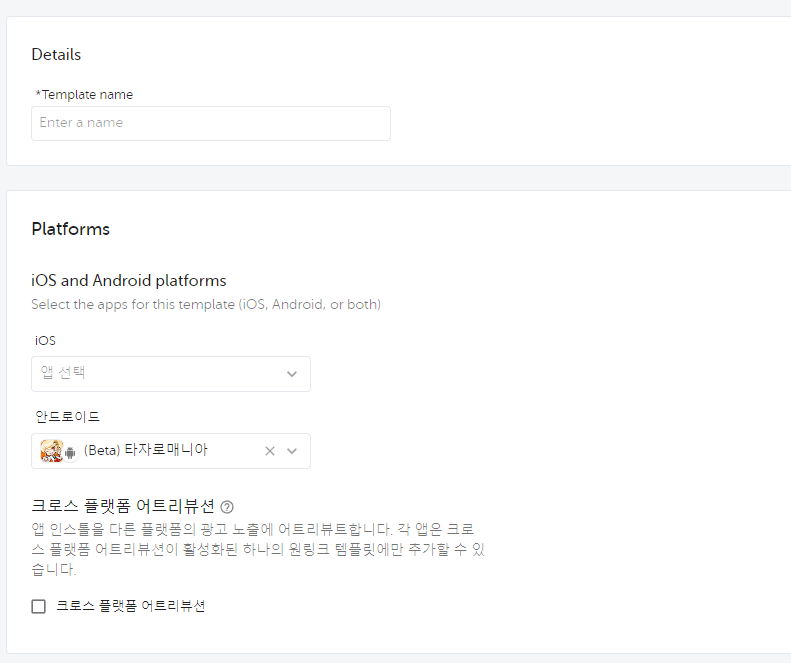 Details
*Template name
Enter a name
Platforms
iOS and Android platforms
Select the apps for this template (iOS, Android, or both)
iOS
앱 선택
안드로이드
(Beta) 타자로매니아
크로스 플랫폼 어트리뷰션
앱 인스톨을 다른 플랫폼의 광고 노출에 어트리뷰트합니다. 각 앱은 크로
스 플랫폼 어트리뷰션이 활성화된 하나의 원링크 템플릿에만 추가할 수 있
습니다.
크로스 플랫폼 어트리뷰션